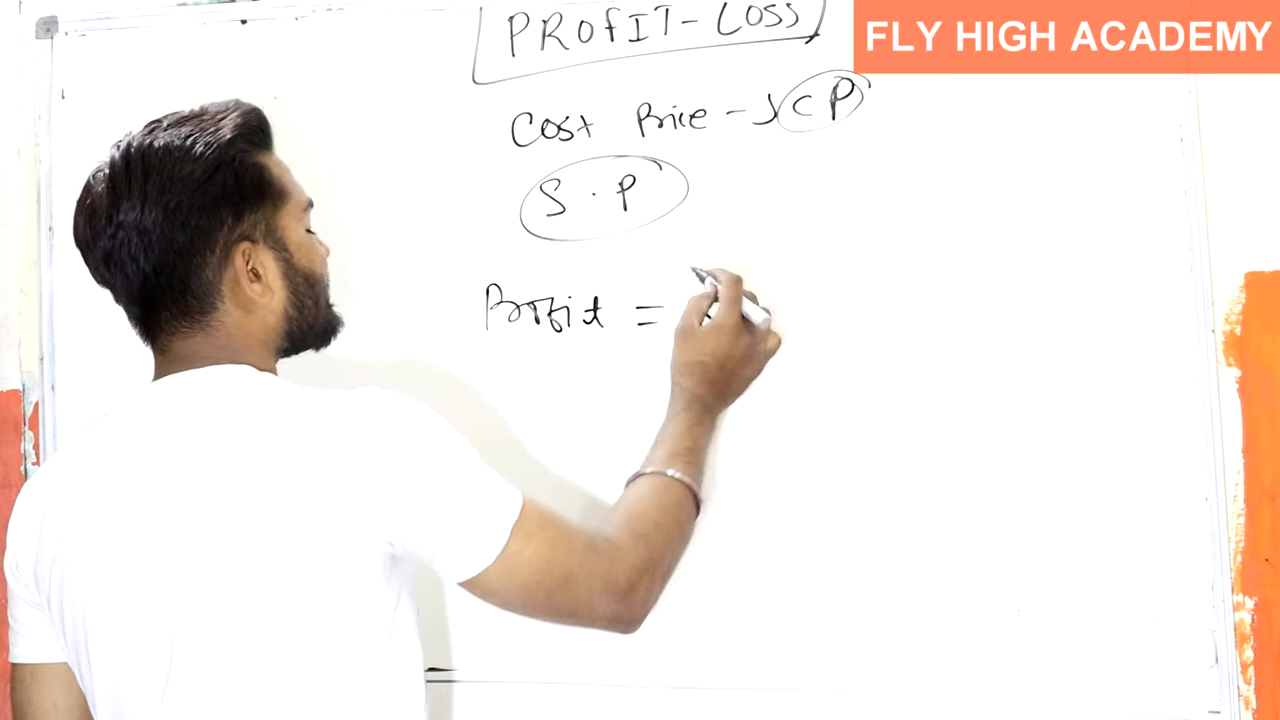 PROFIT-LOSS
FLY HIGH ACADEMY
Cost Price - CP
S.P
Profit =